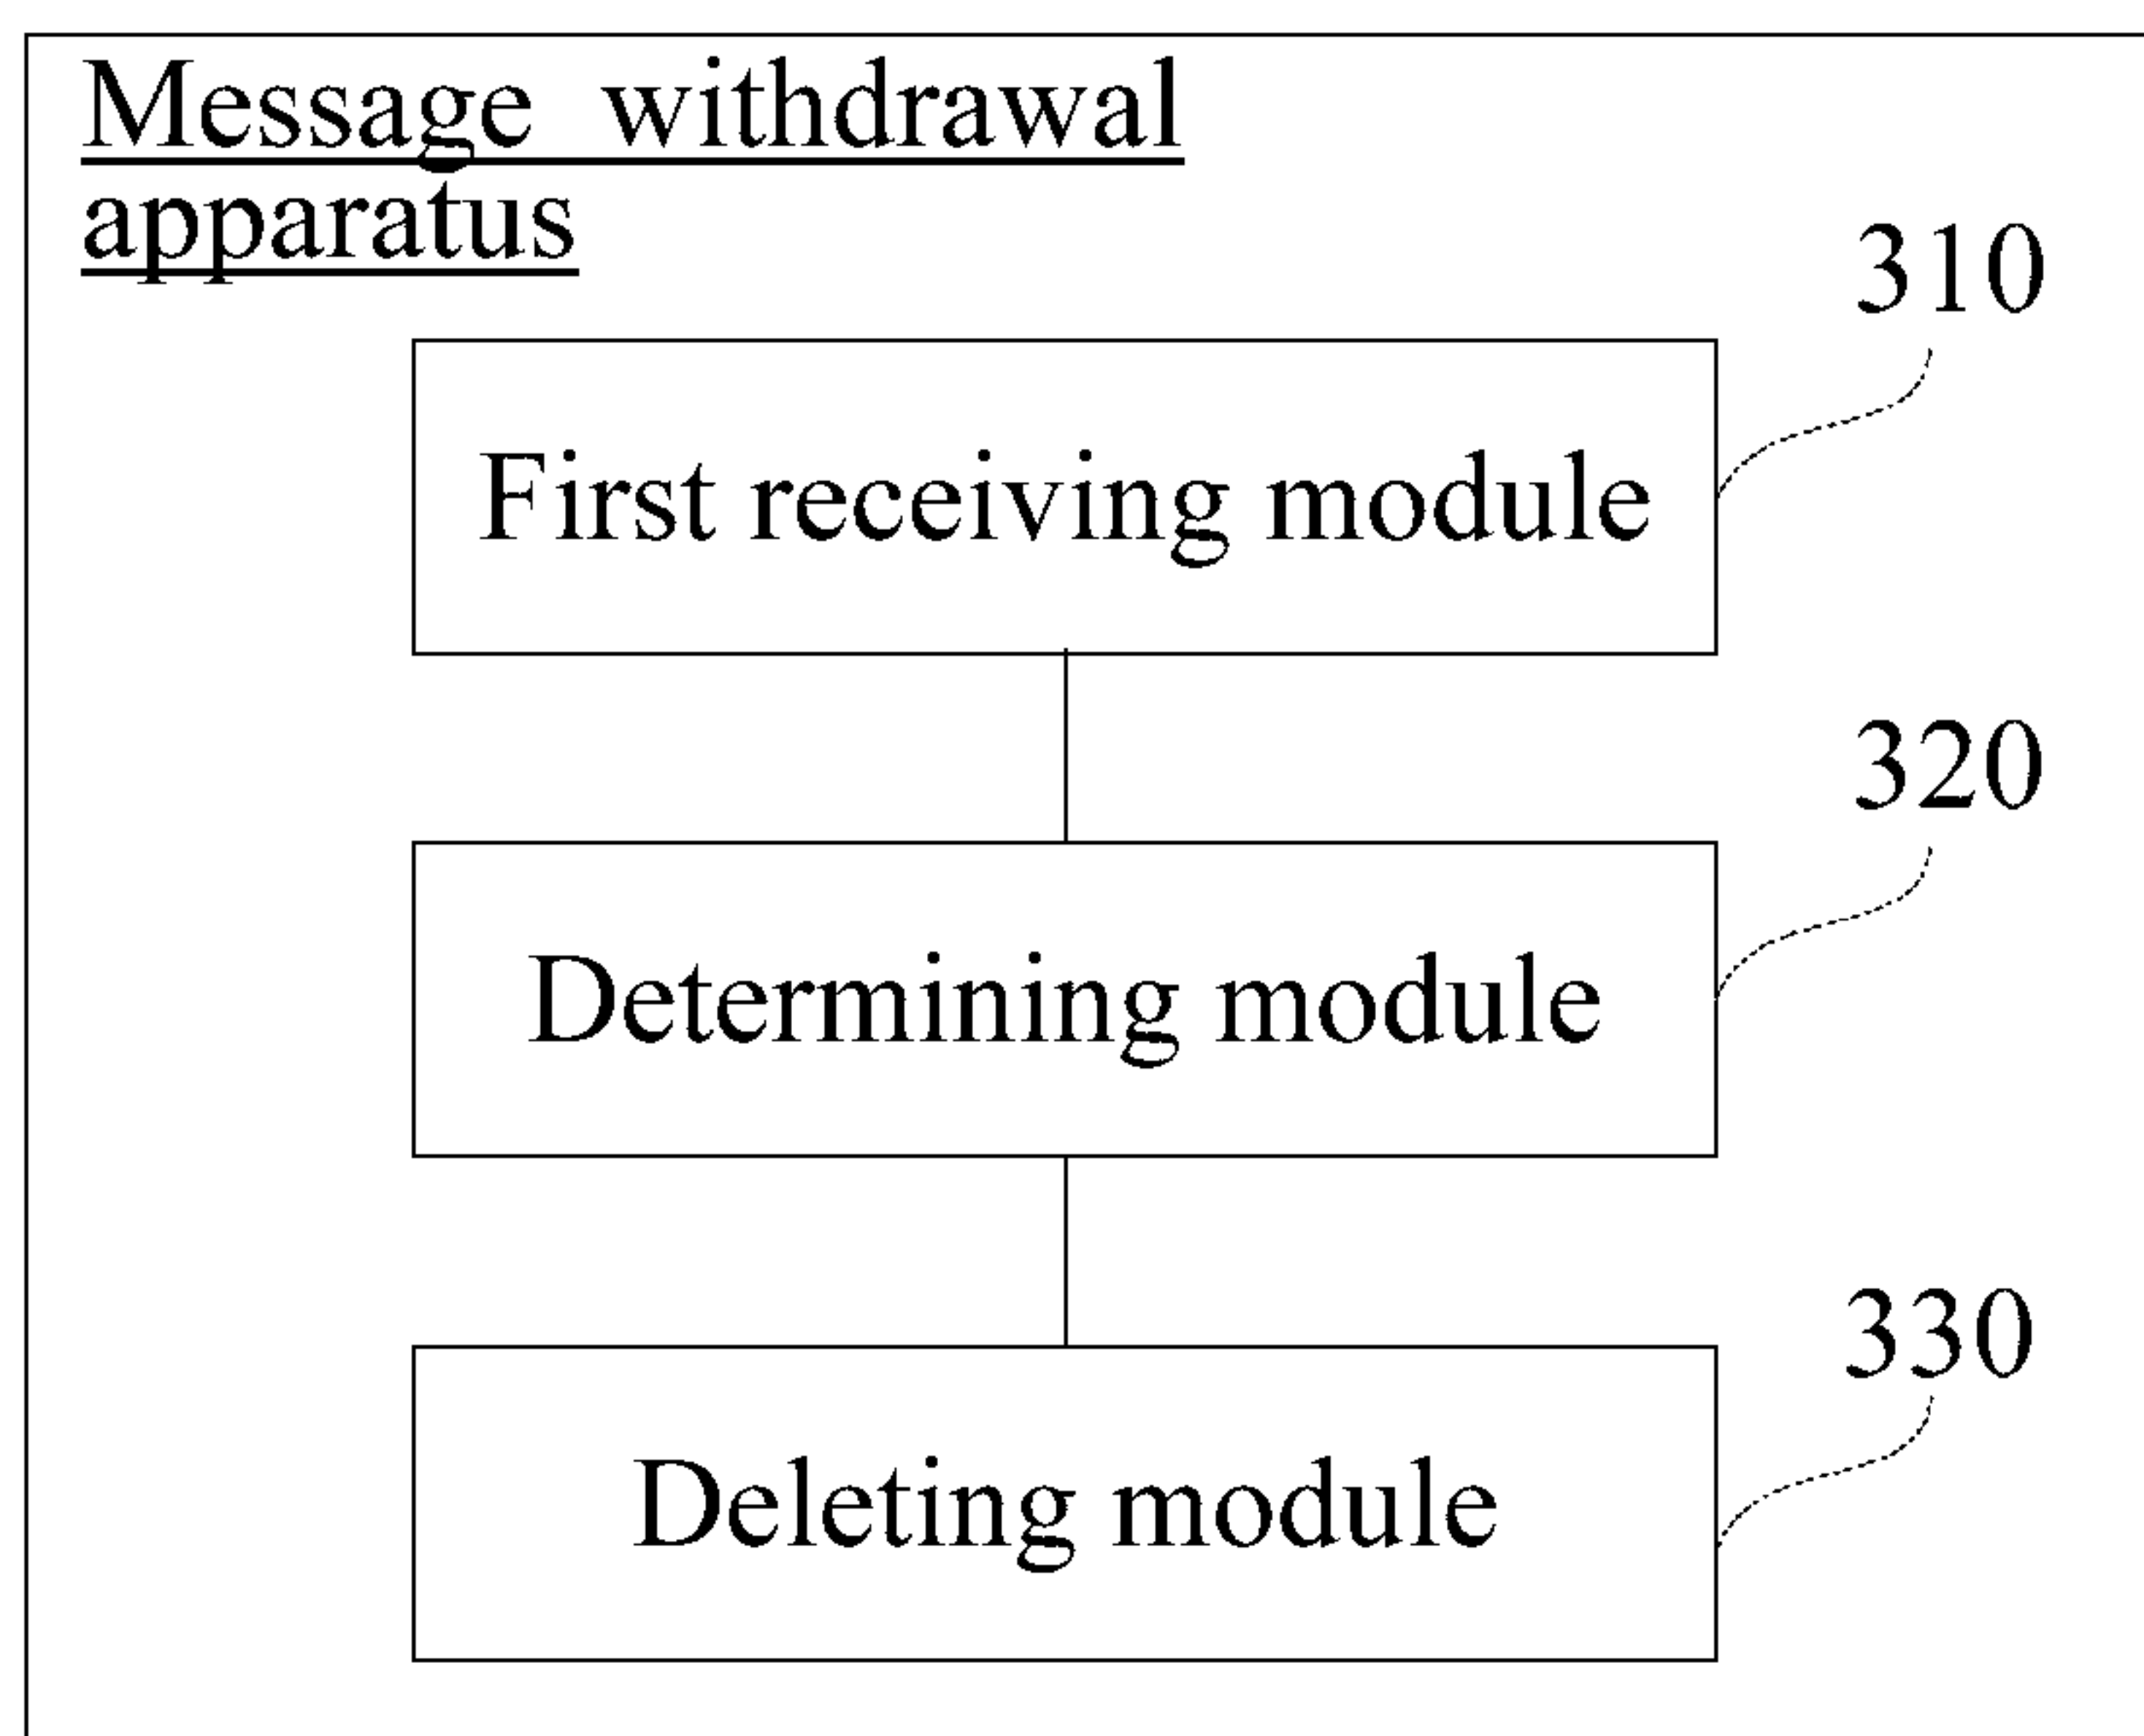 Message withdrawal
apparatus
310
First receiving module
320
Determining module
330
Deleting module